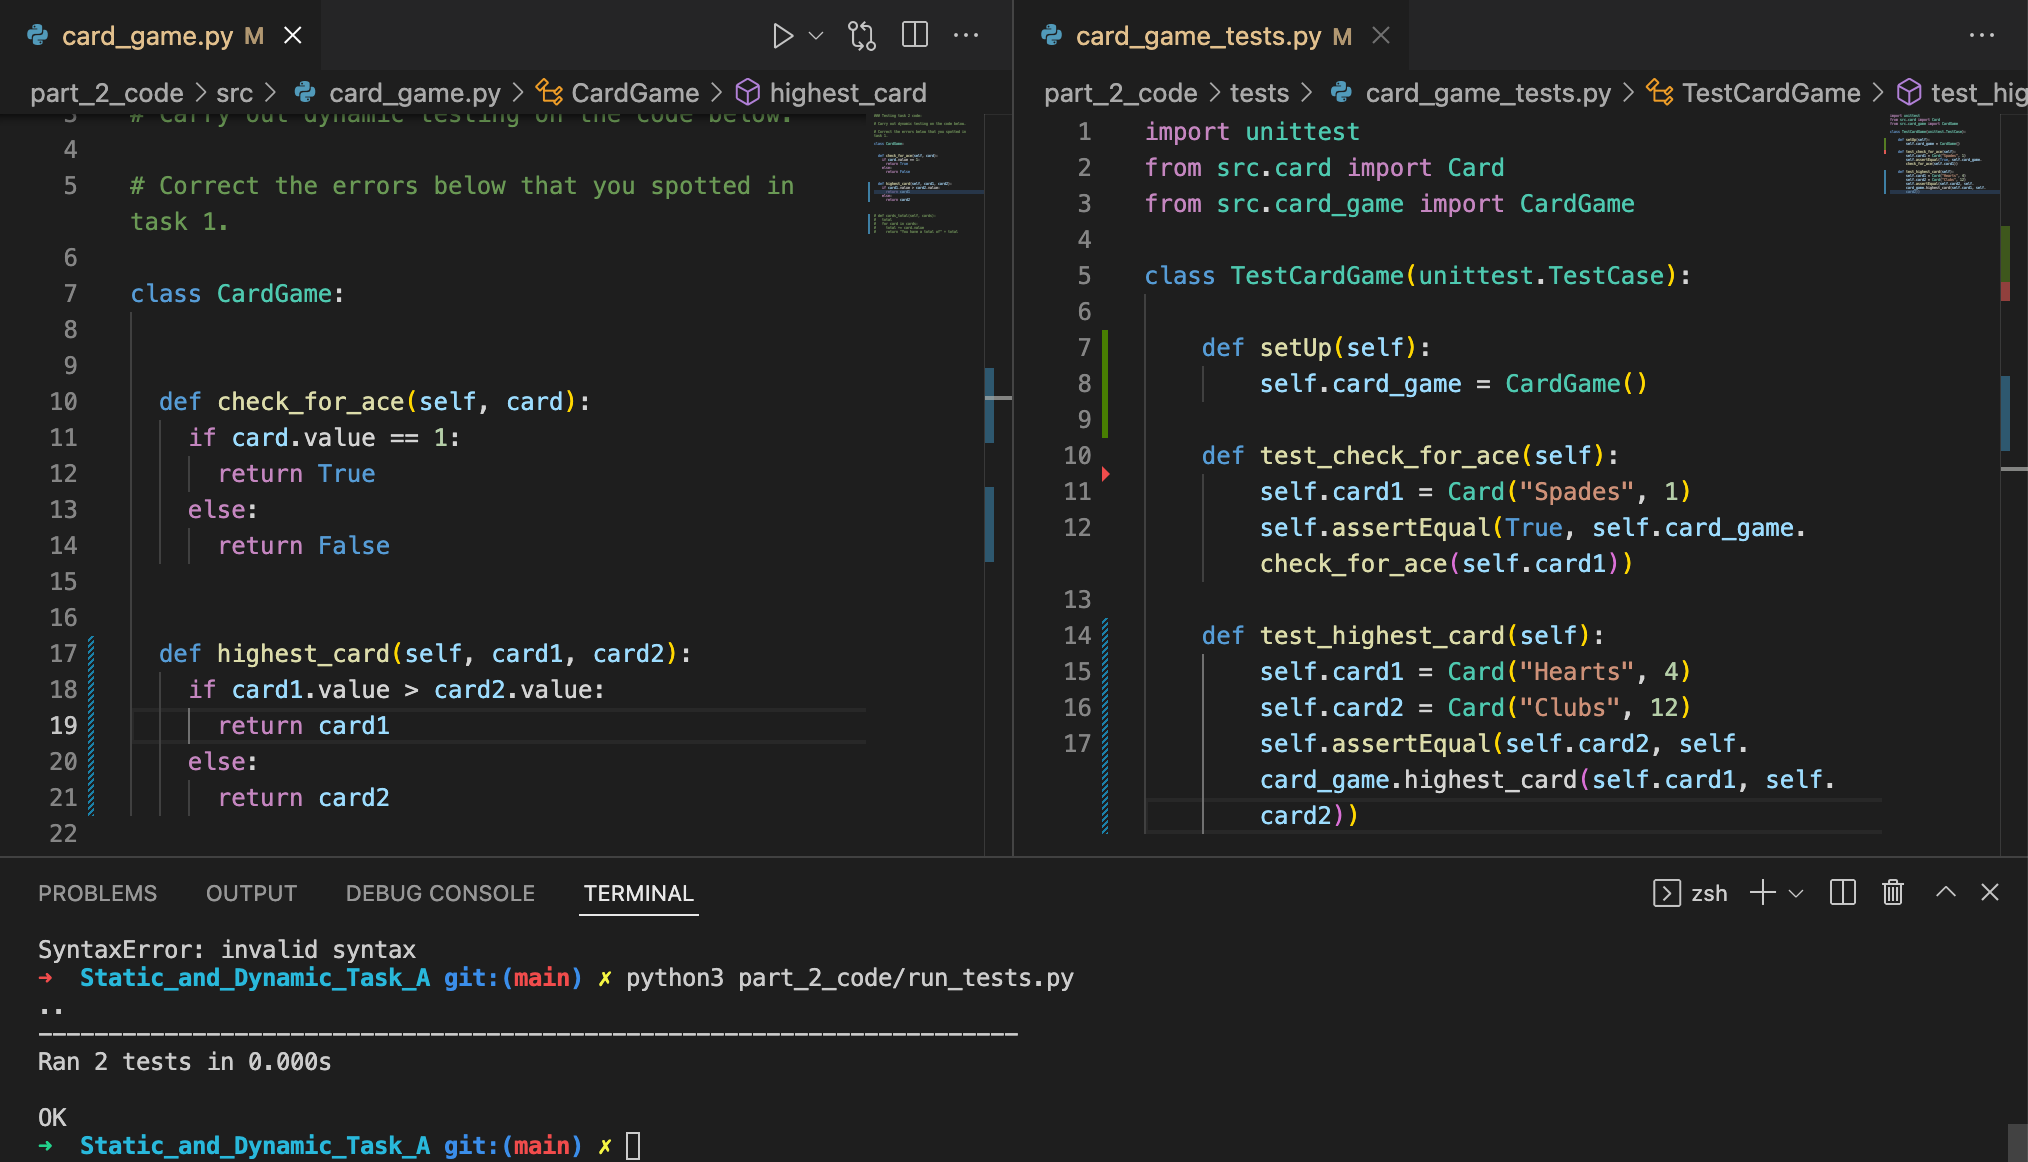 card_game.py M
part_2_code > src > card_game.py > CardGame > highest_card
3 # Carry out dynamic testing on the code below.
4
5 # Correct the errors below that you spotted in
task 1.
6
7 class CardGame:
8
9
10 def check_for_ace(self, card):
11 if card.value == 1:
12 return True
13 else:
14 return False
15
16
17 def highest_card(self, card1, card2):
18 if card1.value > card2.value:
19 return card1
20 else:
21 return card2
22
card_game_tests.py M
part_2_code > tests > card_game_tests.py > TestCardGame > test_hig
1 import unittest
2 from src.card import Card
3 from src.card_game import CardGame
4
5 class TestCardGame(unittest.TestCase):
6
7 def setUp(self):
8 self.card_game = CardGame()
9
10 def test_check_for_ace(self):
11 self.card1 = Card("Spades", 1)
12 self.assertEqual(True, self.card_game.
check_for_ace(self.card1))
13
14 def test_highest_card(self):
15 self.card1 = Card("Hearts", 4)
16 self.card2 = Card("Clubs", 12)
17 self.assertEqual(self.card2, self.
card_game.highest_card(self.card1, self.
card2))
PROBLEMS OUTPUT DEBUG CONSOLE TERMINAL zsh
SyntaxError: invalid syntax
➜ Static_and_Dynamic_Task_A git:(main) ✗ python3 part_2_code/run_tests.py
..
----------------------------------------------------------------------
Ran 2 tests in 0.000s
OK
➜ Static_and_Dynamic_Task_A git:(main) ✗